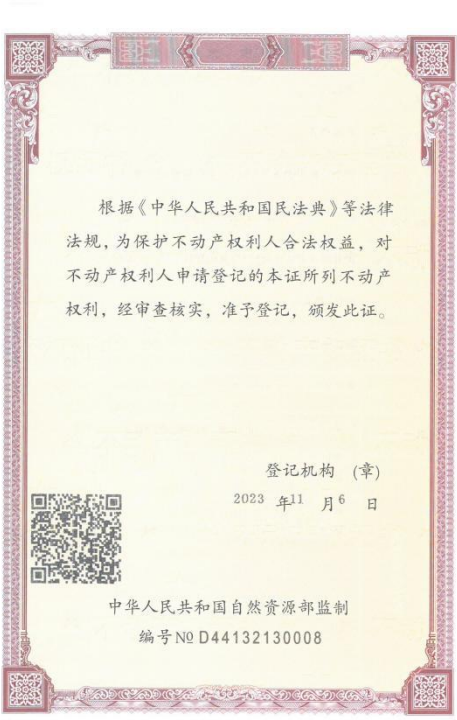 根据《中华人民共和国民法典》等法律
法规，为保护不动产权利人合法权益，对
不动产权利人申请登记的本证所列不动产
权利，经审查核实，准予登记，颁发此证。
登记机构 (章)
2023 年11 月6 日
中华人民共和国自然资源部监制
编号№ D44132130008